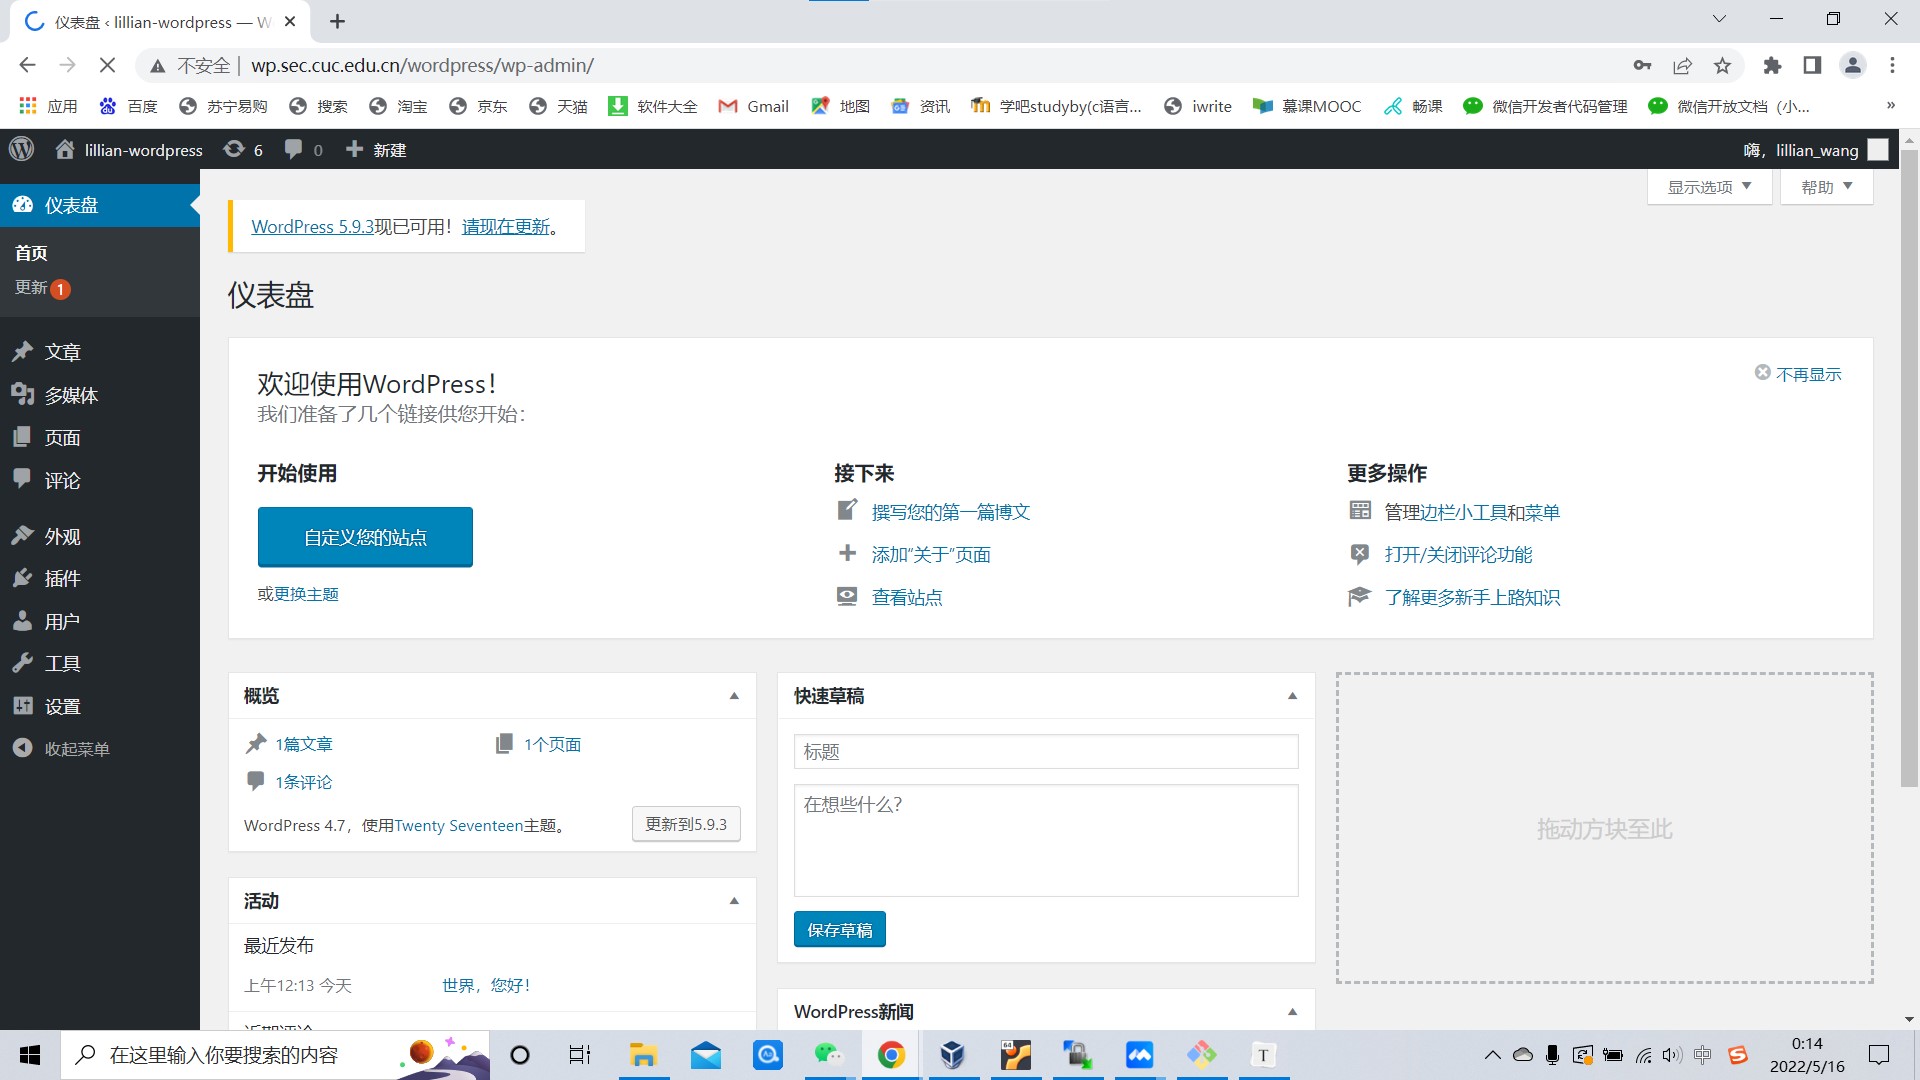 仪表盘 ‹ lillian-wordpress — W
不安全 | wp.sec.cuc.edu.cn/wordpress/wp-admin/
应用 百度 苏宁易购 搜索 淘宝 京东 天猫 软件大全 Gmail 地图 资讯 学吧studyby(c语言... iwrite 慕课MOOC 畅课 微信开发者代码管理 微信开放文档（小... »
lillian-wordpress 6 0 新建 嗨，lillian_wang
显示选项 帮助
仪表盘
首页
更新 1
文章
多媒体
页面
评论
外观
插件
用户
工具
设置
收起菜单
WordPress 5.9.3现已可用！请现在更新。
仪表盘
欢迎使用WordPress！
我们准备了几个链接供您开始：
不再显示
开始使用
自定义您的站点
或更换主题
接下来
撰写您的第一篇博文
添加“关于”页面
查看站点
更多操作
管理边栏小工具和菜单
打开/关闭评论功能
了解更多新手上路知识
概览
1篇文章 1个页面
1条评论
WordPress 4.7，使用Twenty Seventeen主题。 更新到5.9.3
活动
最近发布
上午12:13 今天 世界，您好！
近期评论
快速草稿
标题
在想些什么？
保存草稿
WordPress新闻
拖动方块至此
在这里输入你要搜索的内容
64
T
中
0:14
2022/5/16